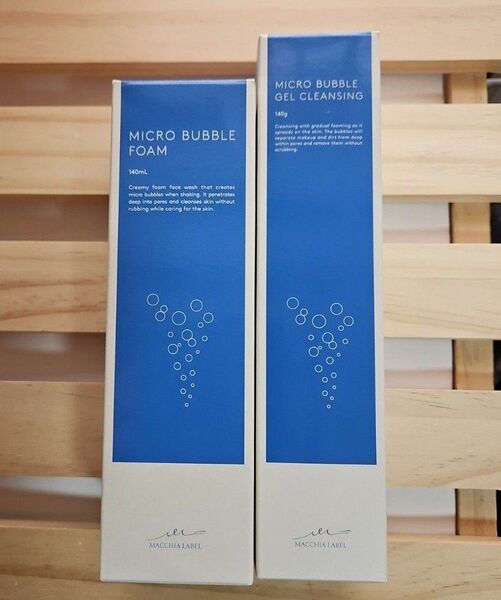 MICRO BUBBLE
FOAM
140mL
Creamy foam face wash that creates
micro bubbles when shaking. It penetrates
deep into pores and cleanses skin without
rubbing while caring for the skin.
MACCHIA LABEL
MICRO BUBBLE
GEL CLEANSING
140g
Cleansing with gradual foaming as it
spreads on the skin. The bubbles will
separate makeup and dirt from deep
within pores and remove them without
scrubbing.
MACCHIA LABEL